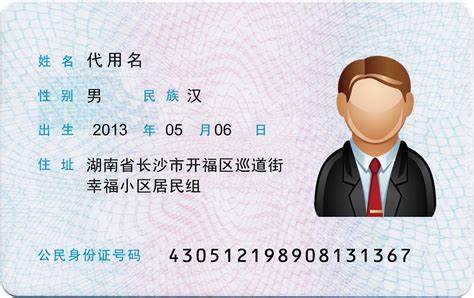 姓 名 代用名
性 别 男 民 族 汉
出 生 2013 年 05 月 06 日
住 址 湖南省长沙市开福区巡道街
幸福小区居民组
公民身份证号码 430512198908131367